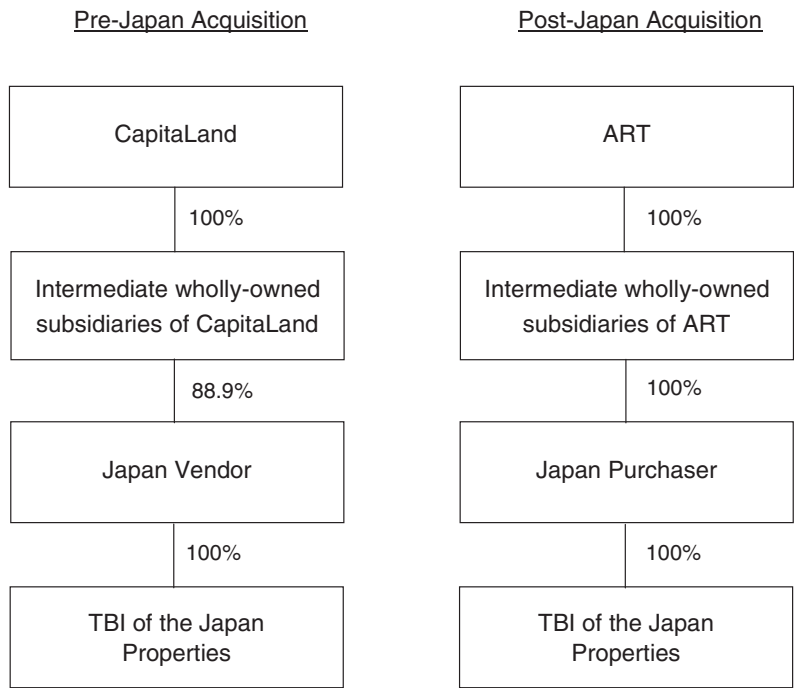 Pre-Japan Acquisition
CapitaLand
100%
Intermediate wholly-owned
subsidiaries of CapitaLand
88.9%
Japan Vendor
100%
TBI of the Japan
Properties
Post-Japan Acquisition
ART
100%
Intermediate wholly-owned
subsidiaries of ART
100%
Japan Purchaser
100%
TBI of the Japan
Properties